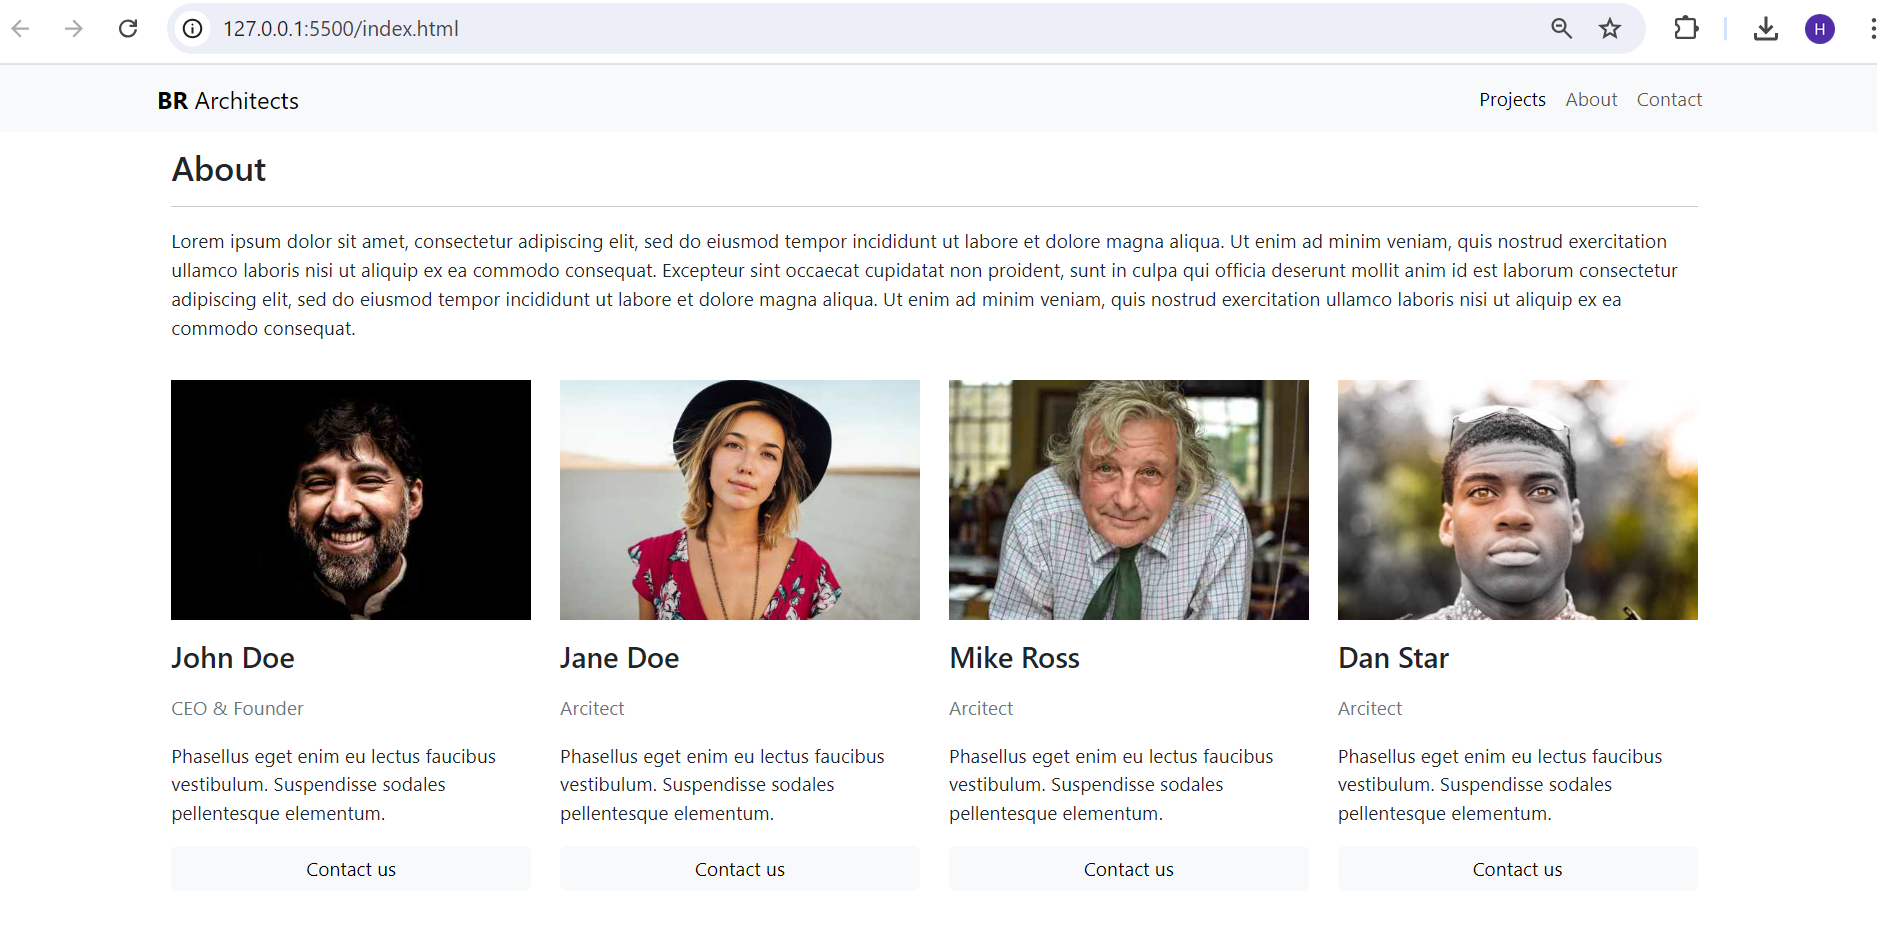 127.0.0.1:5500/index.html
H
BR Architects
Projects About Contact
About
Lorem ipsum dolor sit amet, consectetur adipiscing elit, sed do eiusmod tempor incididunt ut labore et dolore magna aliqua. Ut enim ad minim veniam, quis nostrud exercitation
ullamco laboris nisi ut aliquip ex ea commodo consequat. Excepteur sint occaecat cupidatat non proident, sunt in culpa qui officia deserunt mollit anim id est laborum consectetur
adipiscing elit, sed do eiusmod tempor incididunt ut labore et dolore magna aliqua. Ut enim ad minim veniam, quis nostrud exercitation ullamco laboris nisi ut aliquip ex ea
commodo consequat.
John Doe
CEO & Founder
Phasellus eget enim eu lectus faucibus
vestibulum. Suspendisse sodales
pellentesque elementum.
Contact us
Jane Doe
Arcitect
Phasellus eget enim eu lectus faucibus
vestibulum. Suspendisse sodales
pellentesque elementum.
Contact us
Mike Ross
Arcitect
Phasellus eget enim eu lectus faucibus
vestibulum. Suspendisse sodales
pellentesque elementum.
Contact us
Dan Star
Arcitect
Phasellus eget enim eu lectus faucibus
vestibulum. Suspendisse sodales
pellentesque elementum.
Contact us